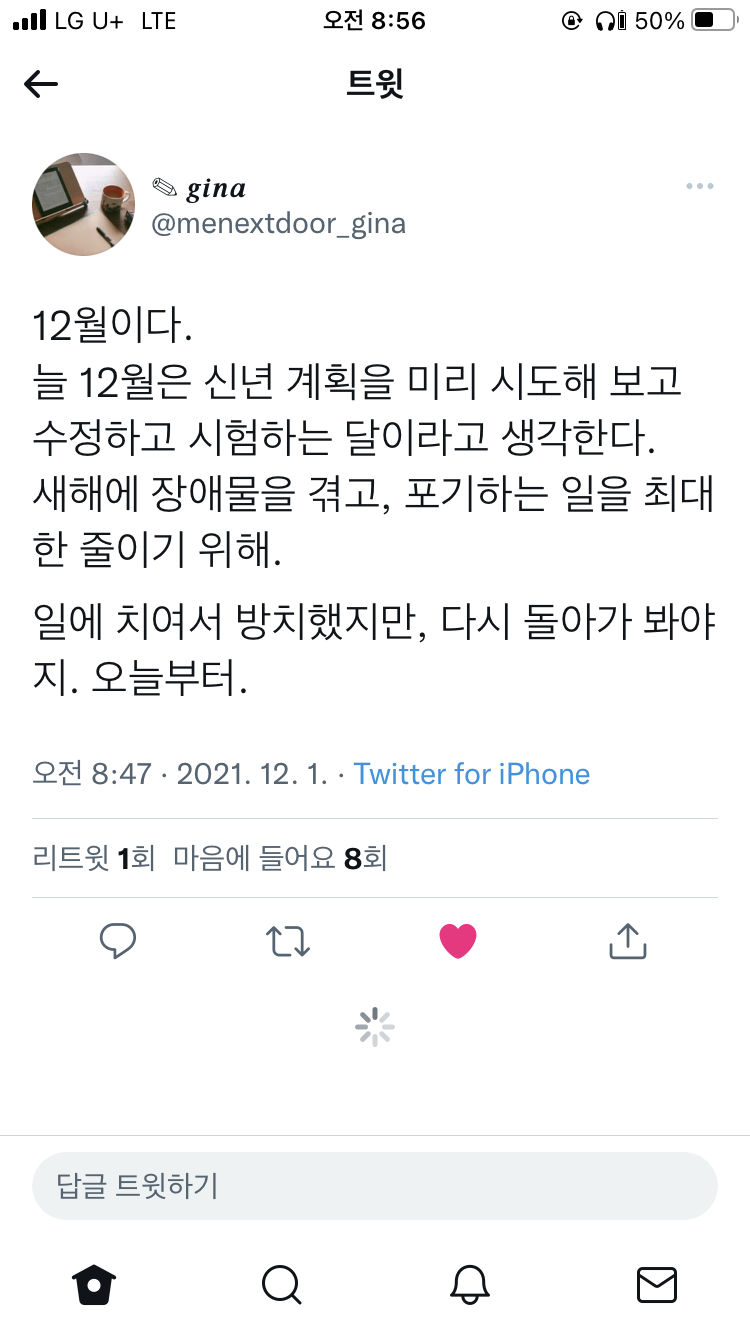 LG U+ LTE 오전 8:56 50%
트윗
✎ gina
@menextdoor_gina
12월이다.
늘 12월은 신년 계획을 미리 시도해 보고
수정하고 시험하는 달이라고 생각한다.
새해에 장애물을 겪고, 포기하는 일을 최대
한 줄이기 위해.
일에 치여서 방치했지만, 다시 돌아가 봐야
지. 오늘부터.
오전 8:47 · 2021. 12. 1. · Twitter for iPhone
리트윗 1회 마음에 들어요 8회
답글 트윗하기